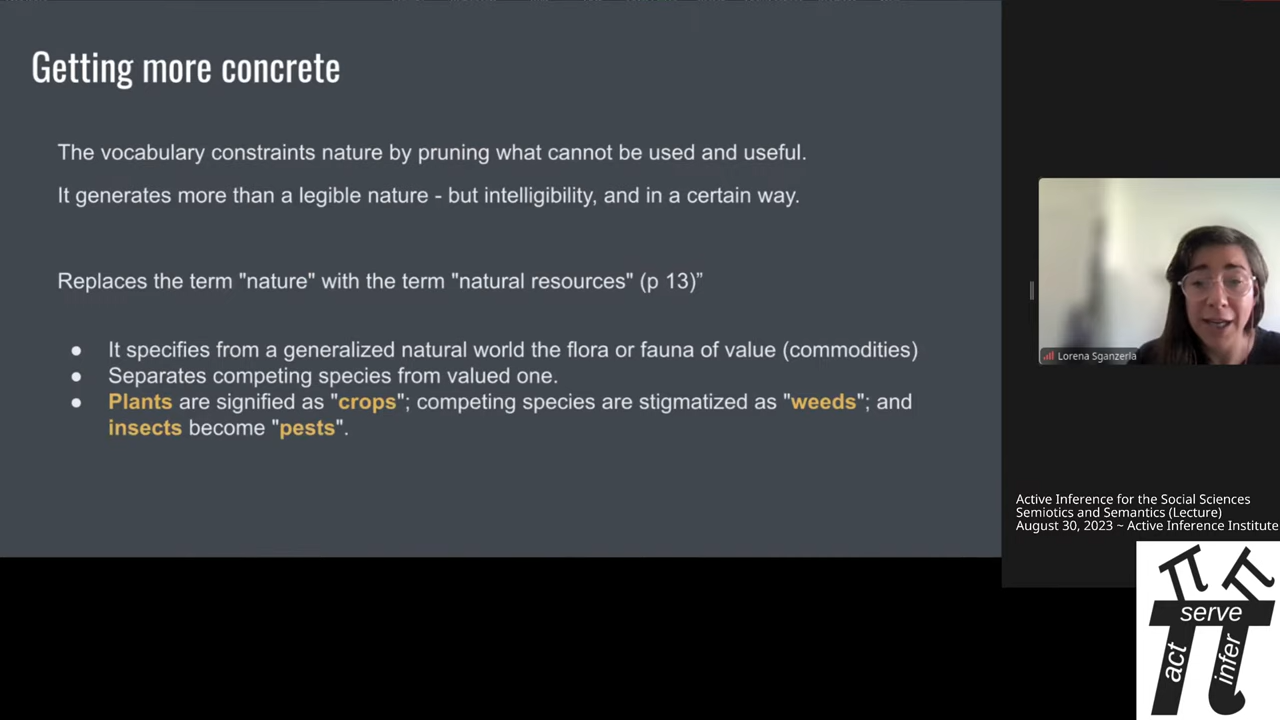 Getting more concrete
The vocabulary constraints nature by pruning what cannot be used and useful.
It generates more than a legible nature - but intelligibility, and in a certain way.
Replaces the term "nature" with the term "natural resources" (p 13)”
● It specifies from a generalized natural world the flora or fauna of value (commodities)
● Separates competing species from valued one.
● Plants are signified as "crops"; competing species are stigmatized as "weeds"; and
insects become "pests".
Lorena Sganzerla
Active Inference for the Social Sciences
Semiotics and Semantics (Lecture)
August 30, 2023 ~ Active Inference Institute
π π
serve
act
infer